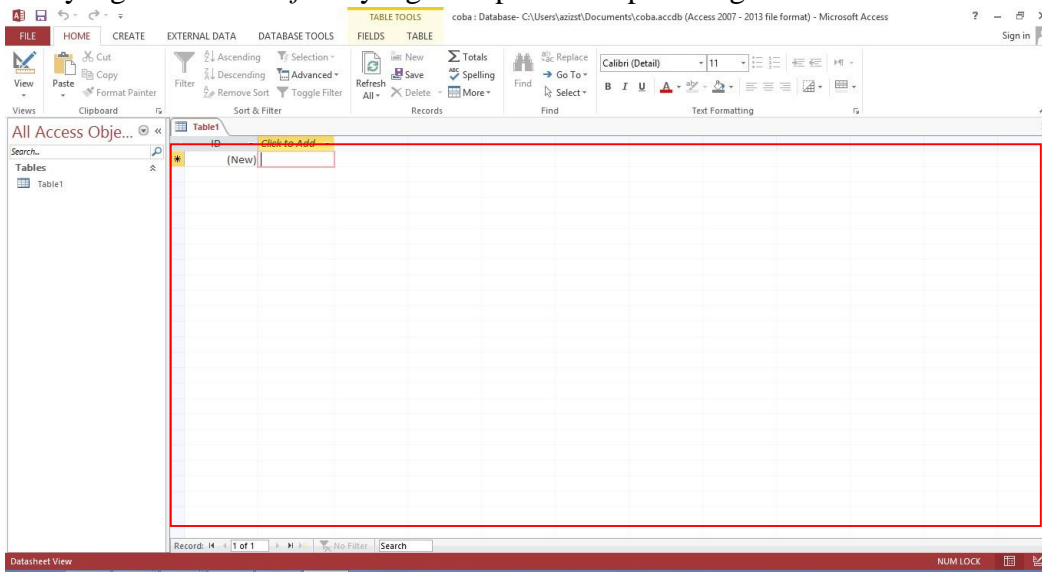 TABLE TOOLS
coba : Database- C:\Users\azizst\Documents\coba.accdb (Access 2007 - 2013 file format) - Microsoft Access
FILE HOME CREATE EXTERNAL DATA DATABASE TOOLS FIELDS TABLE Sign in
View
Paste
Cut
Copy
Format Painter
Filter
Ascending
Descending
Remove Sort
Selection
Advanced
Toggle Filter
Refresh All
New
Save
Delete
Totals
Spelling
More
Find
Replace
Go To
Select
Calibri (Detail) 11
B I U A
Views Clipboard Sort & Filter Records Find Text Formatting
All Access Obje...
Search..
Tables
Table1
Table1
ID Click to Add
(New)
Record: 1 of 1 No Filter Search
Datasheet View NUM LOCK